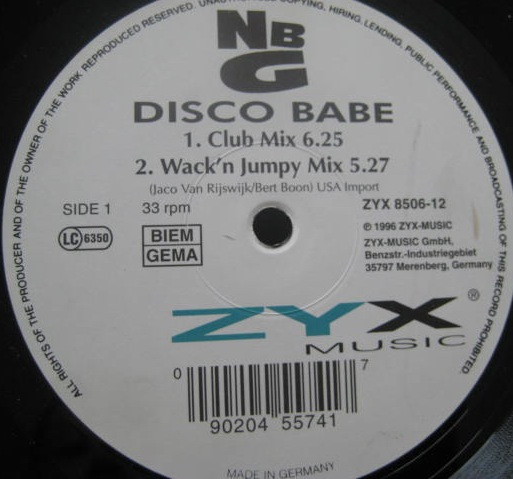 ALL RIGHTS OF THE PRODUCER AND OF THE OWNER OF THE WORK REPRODUCED RESERVED. UNAUTHORIZED COPYING, HIRING, LENDING, PUBLIC PERFORMANCE AND BROADCASTING OF THIS RECORD PROHIBITED.
NB
G
DISCO BABE
1. Club Mix 6.25
2. Wack'n Jumpy Mix 5.27
(Jaco Van Rijswijk/Bert Boon) USA Import
SIDE 1 33 rpm ZYX 8506-12
LC 6350
BIEM
GEMA
℗ © 1996 ZYX-MUSIC
ZYX-MUSIC GmbH,
Benzstr.-Industriegebiet
35797 Merenberg, Germany
ZYX®
MUSIC
0 90204 55741 7
MADE IN GERMANY